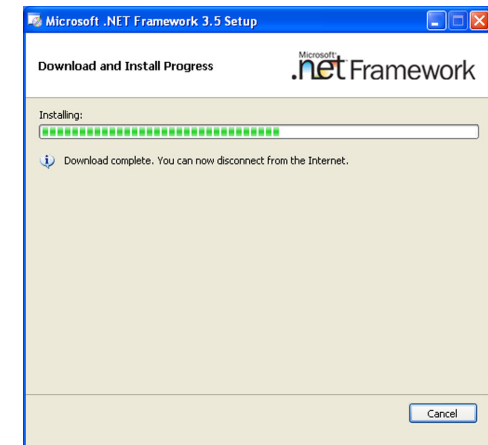 Microsoft .NET Framework 3.5 Setup
Download and Install Progress
Microsoft
.net Framework
Installing:
Download complete. You can now disconnect from the Internet.
Cancel